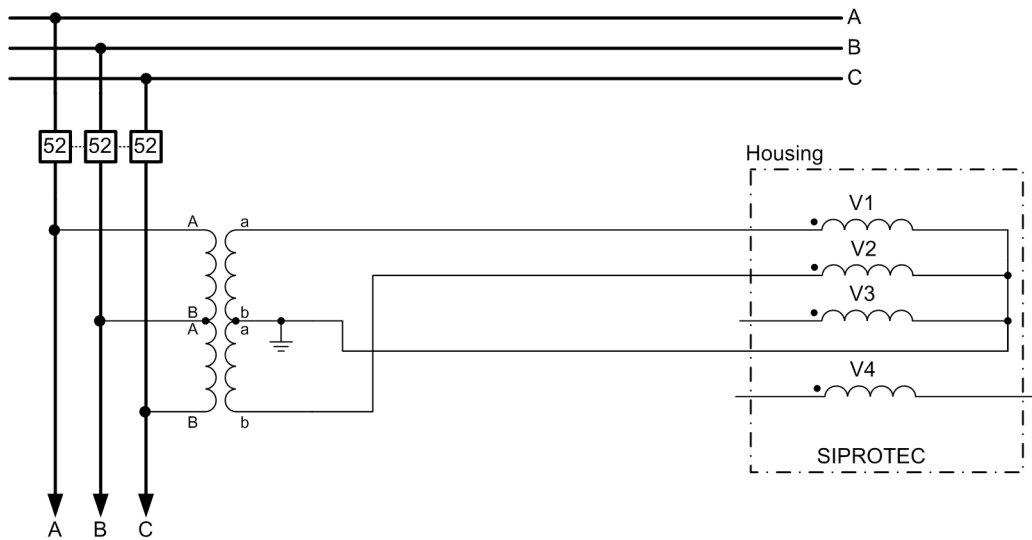 A
B
C
52 52 52
Housing
V1
A a
V2
V3
B b
A a
V4
B b
SIPROTEC
A B C